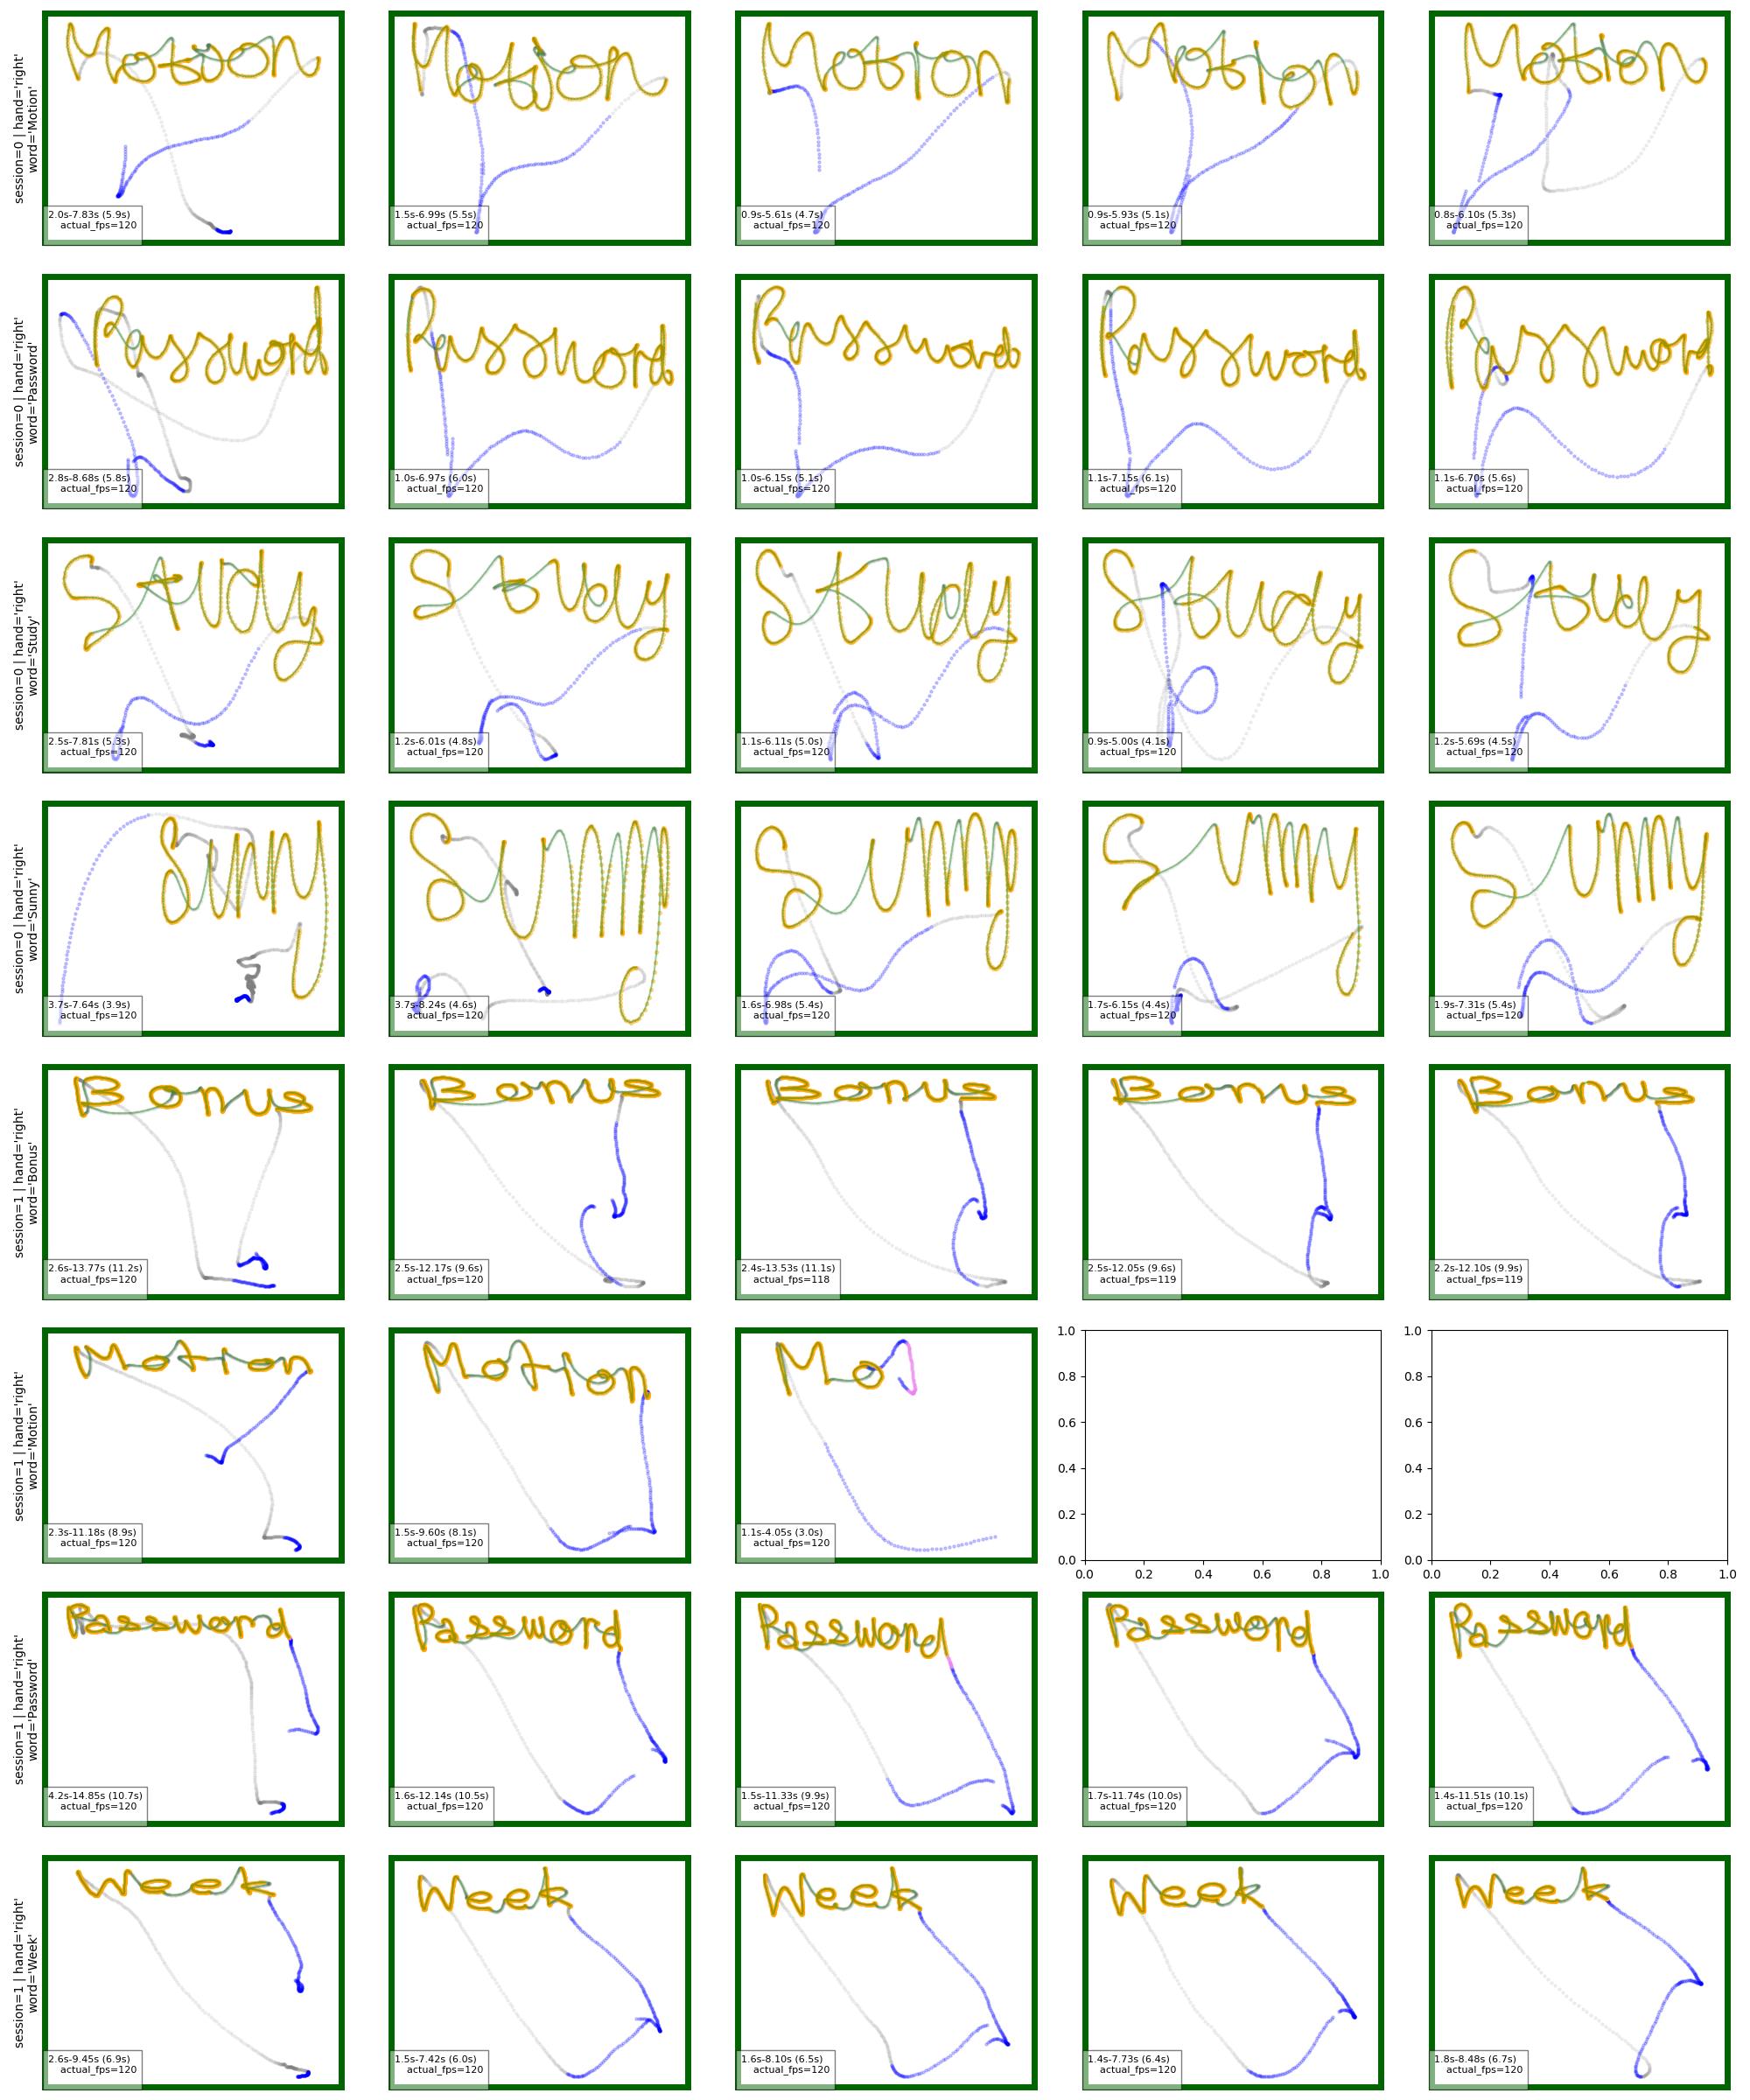 session=0 | hand='right'
word='Motion'
Motion Motion Motion Motion Motion
2.0s-7.83s (5.9s) 1.5s-6.99s (5.5s) 0.9s-5.61s (4.7s) 0.9s-5.93s (5.1s) 0.8s-6.10s (5.3s)
actual_fps=120 actual_fps=120 actual_fps=120 actual_fps=120 actual_fps=120
session=0 | hand='right'
word='Password'
Password Password Password Password Password
2.8s-8.68s (5.8s) 1.0s-6.97s (6.0s) 1.0s-6.15s (5.1s) 1.1s-7.15s (6.1s) 1.1s-6.70s (5.6s)
actual_fps=120 actual_fps=120 actual_fps=120 actual_fps=120 actual_fps=120
session=0 | hand='right'
word='Study'
Study Study Study Study Study
2.5s-7.81s (5.3s) 1.2s-6.01s (4.8s) 1.1s-6.11s (5.0s) 0.9s-5.00s (4.1s) 1.2s-5.69s (4.5s)
actual_fps=120 actual_fps=120 actual_fps=120 actual_fps=120 actual_fps=120
session=0 | hand='right'
word='Sunny'
Sunny Sunny Sunny Sunny Sunny
3.7s-7.64s (3.9s) 3.7s-8.24s (4.6s) 1.6s-6.98s (5.4s) 1.7s-6.15s (4.4s) 1.9s-7.31s (5.4s)
actual_fps=120 actual_fps=120 actual_fps=120 actual_fps=120 actual_fps=120
session=1 | hand='right'
word='Bonus'
Bonus Bonus Bonus Bonus Bonus
2.6s-13.77s (11.2s) 2.5s-12.17s (9.6s) 2.4s-13.53s (11.1s) 2.5s-12.05s (9.6s) 2.2s-12.10s (9.9s)
actual_fps=120 actual_fps=120 actual_fps=118 actual_fps=119 actual_fps=119
session=1 | hand='right'
word='Motion'
Motion Motion Mo
2.3s-11.18s (8.9s) 1.5s-9.60s (8.1s) 1.1s-4.05s (3.0s)
actual_fps=120 actual_fps=120 actual_fps=120
1.0 1.0
0.8 0.8
0.6 0.6
0.4 0.4
0.2 0.2
0.0 0.0
0.0 0.2 0.4 0.6 0.8 1.0 0.0 0.2 0.4 0.6 0.8 1.0
session=1 | hand='right'
word='Password'
Password Password Password Password Password
4.2s-14.85s (10.7s) 1.6s-12.14s (10.5s) 1.5s-11.33s (9.9s) 1.7s-11.74s (10.0s) 1.4s-11.51s (10.1s)
actual_fps=120 actual_fps=120 actual_fps=120 actual_fps=120 actual_fps=120
session=1 | hand='right'
word='Week'
Week Week Week Week Week
2.6s-9.45s (6.9s) 1.5s-7.42s (6.0s) 1.6s-8.10s (6.5s) 1.4s-7.73s (6.4s) 1.8s-8.48s (6.7s)
actual_fps=120 actual_fps=120 actual_fps=120 actual_fps=120 actual_fps=120